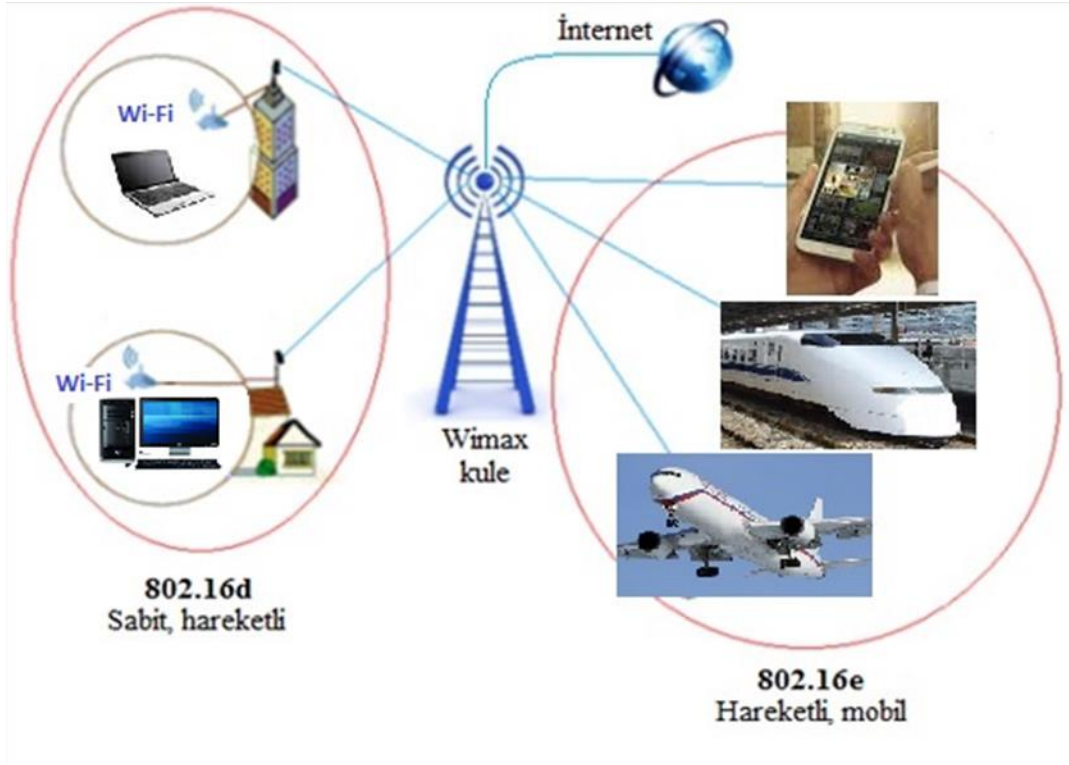 İnternet
Wi-Fi
Wi-Fi
Wimax
kule
802.16d
Sabit, hareketli
802.16e
Hareketli, mobil